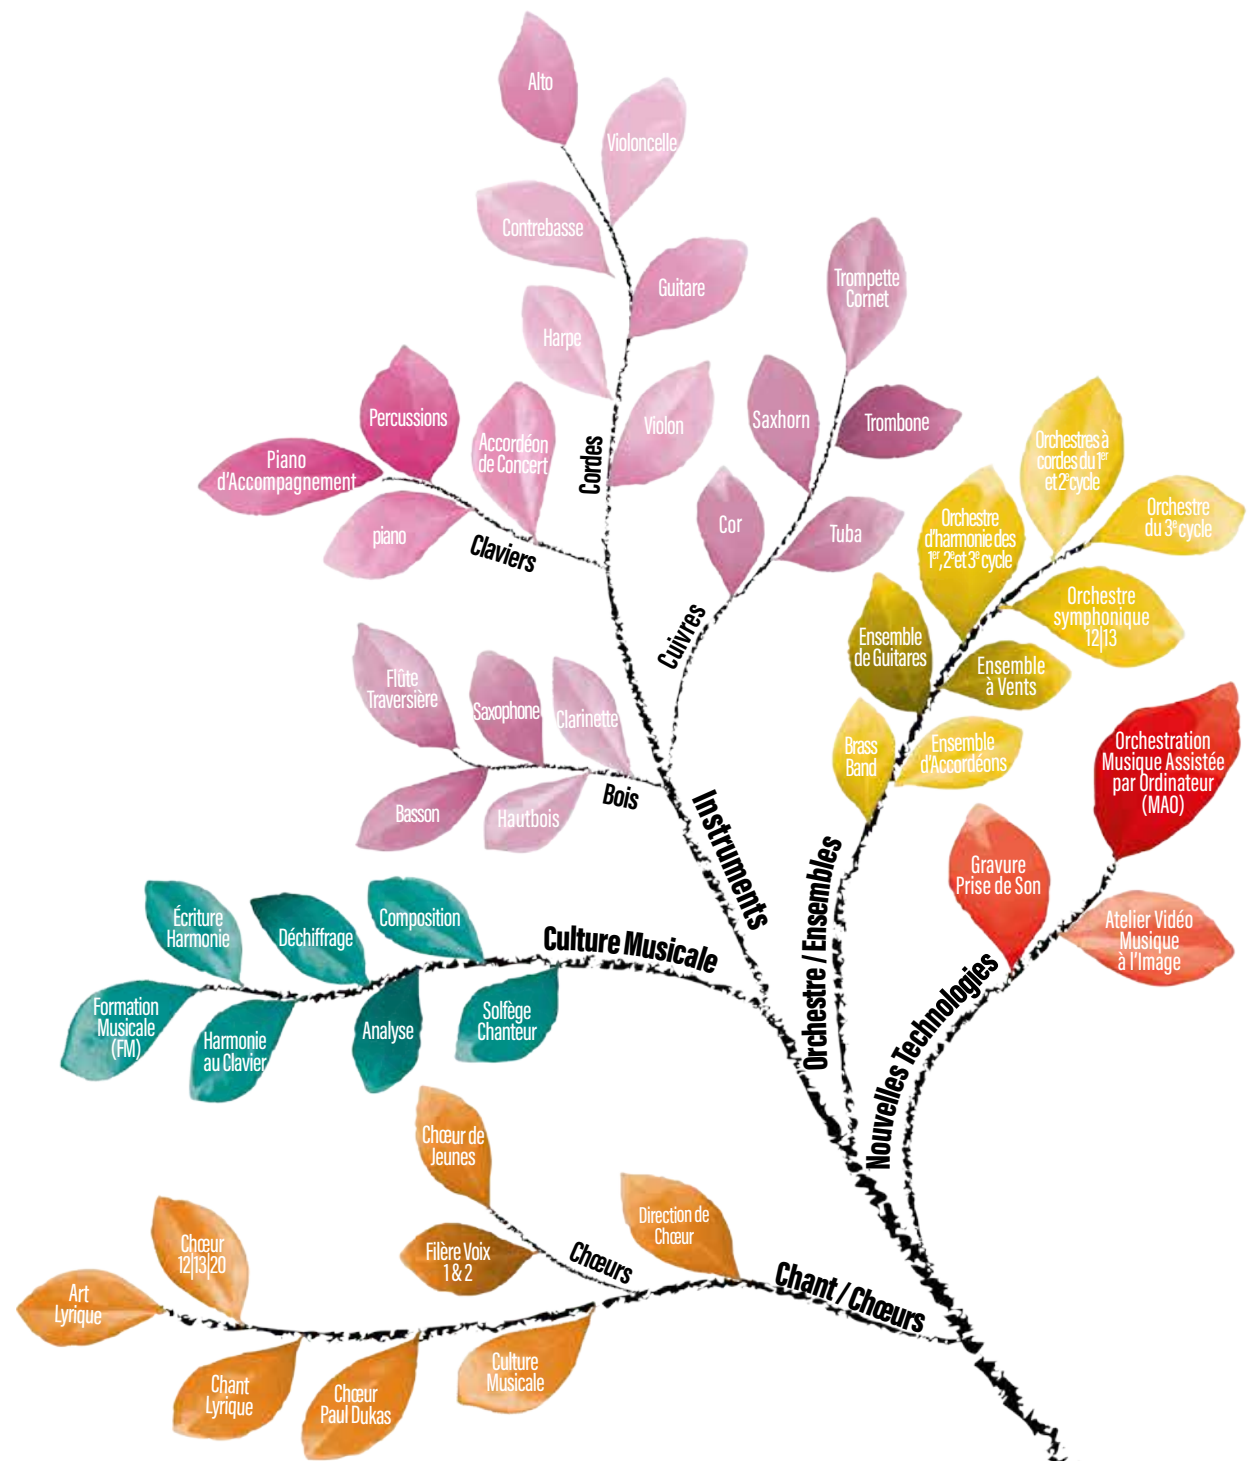 Alto
Violoncelle
Contrebasse
Guitare
Harpe
Violon
Cordes
Trompette
Cornet
Saxhorn
Trombone
Cor
Tuba
Cuivres
Percussions
Accordéon
de Concert
Piano
d'Accompagnement
piano
Claviers
Flûte
Traversière
Saxophone
Clarinette
Basson
Hautbois
Bois
Instruments
Orchestres à
cordes du 1er
et 2e cycle
Orchestre
du 3e cycle
Orchestre
d'harmonie des
1er, 2e et 3e cycle
Orchestre
symphonique
12|13
Ensemble
de Guitares
Ensemble
à Vents
Brass
Band
Ensemble
d'Accordéons
Orchestre / Ensembles
Orchestration
Musique Assistée
par Ordinateur
(MAO)
Gravure
Prise de Son
Atelier Vidéo
Musique
à l'Image
Nouvelles Technologies
Écriture
Harmonie
Déchiffrage
Composition
Formation
Musicale
(FM)
Harmonie
au Clavier
Analyse
Solfège
Chanteur
Culture Musicale
Chœur de
Jeunes
Filère Voix
1 & 2
Chœurs
Direction de
Chœur
Chœur
12|13|20
Art
Lyrique
Chant
Lyrique
Chœur
Paul Dukas
Culture
Musicale
Chant / Chœurs